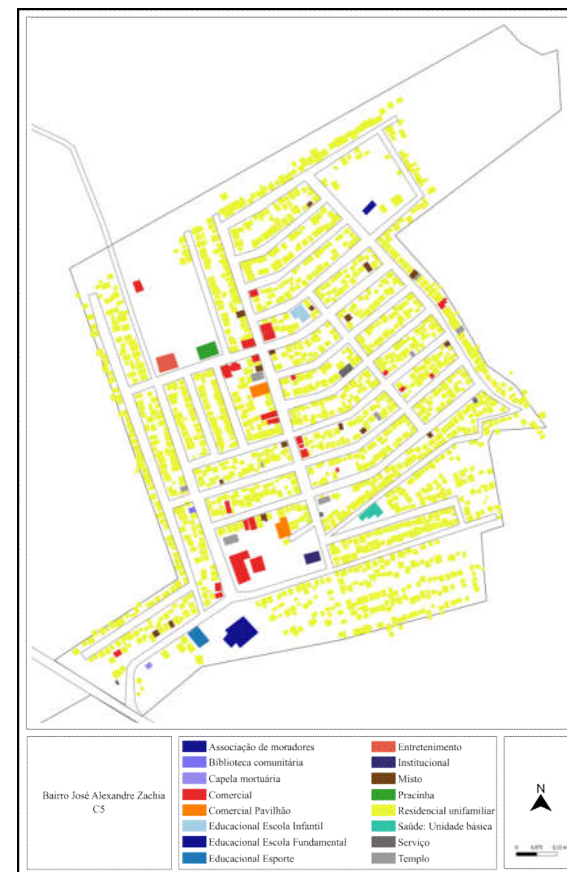 Bairro José Alexandre Zachia
C5
Associação de moradores
Biblioteca comunitária
Capela mortuária
Comercial
Comercial Pavilhão
Educacional Escola Infantil
Educacional Escola Fundamental
Educacional Esporte
Entretenimento
Institucional
Misto
Pracinha
Residencial unifamiliar
Saúde: Unidade básica
Serviço
Templo
N